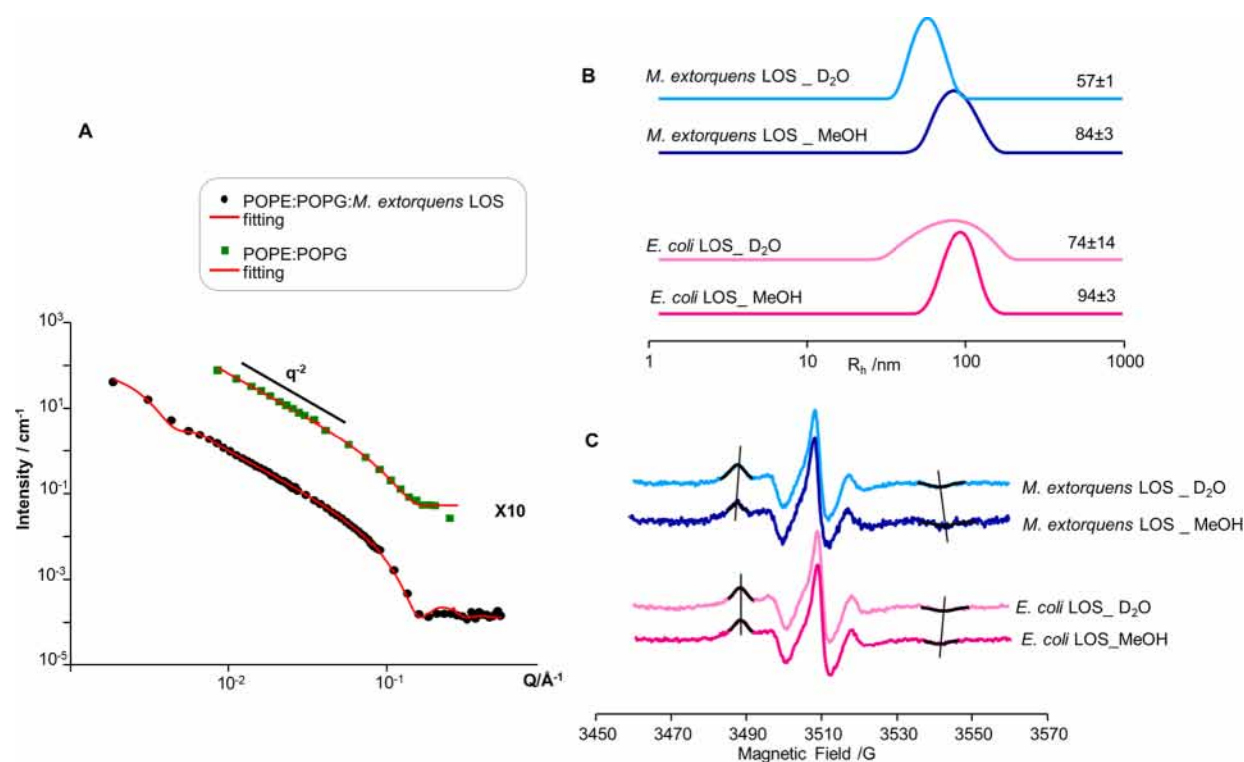 A
POPE:POPG:M. extorquens LOS
fitting
POPE:POPG
fitting
10³
10¹
10⁻¹
10⁻³
10⁻⁵
Intensity / cm⁻¹
q⁻²
X10
10⁻²
10⁻¹
Q/Å⁻¹
B
M. extorquens LOS _ D₂O
57±1
M. extorquens LOS _ MeOH
84±3
E. coli LOS_ D₂O
74±14
E. coli LOS_ MeOH
94±3
1
10
100
1000
Rₕ /nm
C
M. extorquens LOS _ D₂O
M. extorquens LOS _ MeOH
E. coli LOS_ D₂O
E. coli LOS_MeOH
3450
3470
3490
3510
3530
3550
3570
Magnetic Field /G